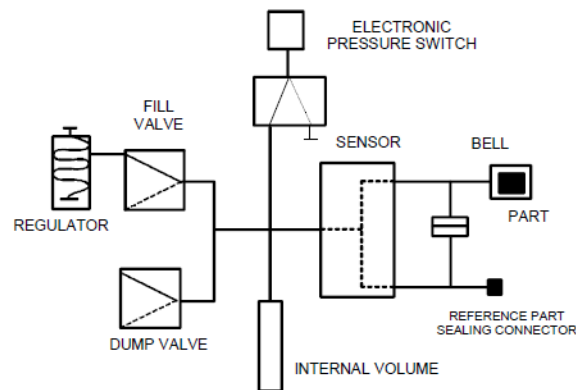 ELECTRONIC
PRESSURE SWITCH
FILL
VALVE
SENSOR
BELL
REGULATOR
PART
DUMP VALVE
REFERENCE PART
SEALING CONNECTOR
INTERNAL VOLUME